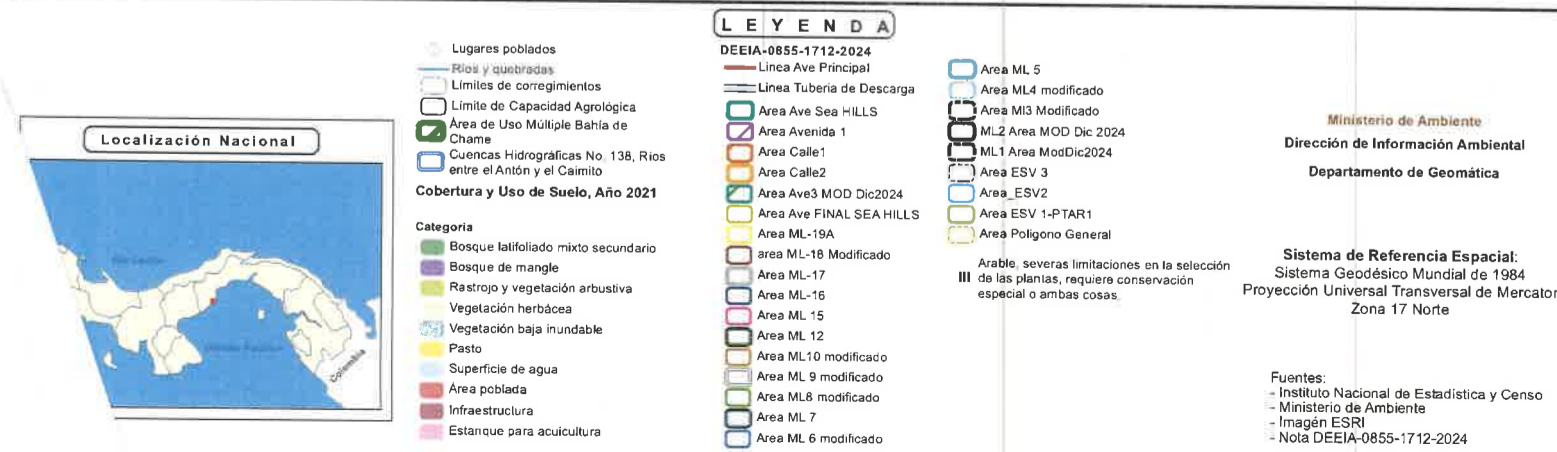 LEYENDA
Localización Nacional
Colombia
Lugares poblados
Ríos y quebradas
Límites de corregimientos
Límite de Capacidad Agrológica
Área de Uso Múltiple Bahía de
Chame
Cuencas Hidrográficas No. 138, Ríos
entre el Antón y el Caimito
Cobertura y Uso de Suelo, Año 2021
Categoria
Bosque latifoliado mixto secundario
Bosque de mangle
Rastrojo y vegetación arbustiva
Vegetación herbácea
Vegetación baja inundable
Pasto
Superficie de agua
Área poblada
Infraestructura
Estanque para acuicultura
DEEIA-0855-1712-2024
Linea Ave Principal
Linea Tuberia de Descarga
Area Ave Sea HILLS
Area Avenida 1
Area Calle1
Area Calle2
Area Ave3 MOD Dic2024
Area Ave FINAL SEA HILLS
Area ML-19A
area ML-18 Modificado
Area ML-17
Area ML-16
Area ML 15
Area ML 12
Area ML10 modificado
Area ML 9 modificado
Area ML8 modificado
Area ML 7
Area ML 6 modificado
Area ML 5
Area ML4 modificado
Area Ml3 Modificado
ML2 Area MOD Dic 2024
ML1 Area ModDic2024
Area ESV 3
Area_ESV2
Area ESV 1-PTAR1
Area Poligono General
III Arable, severas limitaciones en la selección
de las plantas, requiere conservación
especial o ambas cosas.
Ministerio de Ambiente
Dirección de Información Ambiental
Departamento de Geomática
Sistema de Referencia Espacial:
Sistema Geodésico Mundial de 1984
Proyección Universal Transversal de Mercator
Zona 17 Norte
Fuentes:
- Instituto Nacional de Estadística y Censo
- Ministerio de Ambiente
- Imagén ESRI
- Nota DEEIA-0855-1712-2024